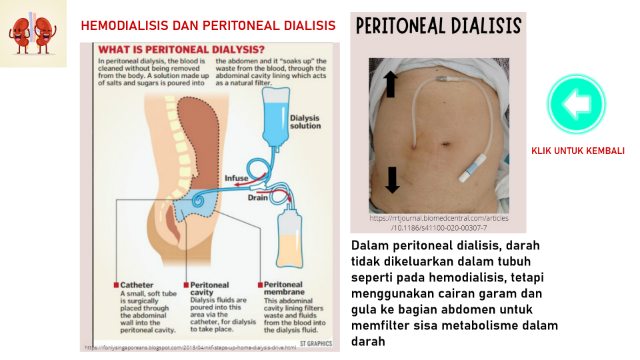 HEMODIALISIS DAN PERITONEAL DIALISIS
WHAT IS PERITONEAL DIALYSIS?
In peritoneal dialysis, the blood is
cleaned without being removed
from the body. A solution made up
of salts and sugars is poured into
the abdomen and it "soaks up" the
waste from the blood, through the
abdominal cavity lining which acts
as a natural filter.
Dialysis
solution
Infuse
Drain
Catheter
A small, soft tube
is surgically
placed through
the abdominal
wall into the
peritoneal cavity.
Peritoneal
cavity
Dialysis fluids are
poured into this
area via the
catheter, for dialysis
to take place.
Peritoneal
membrane
This abdominal
cavity lining filters
waste and fluids
from the blood into
the dialysis fluid.
ST GRAPHICS
PERITONEAL DIALISIS
https://rrtjournal.biomedcentral.com/articles
/10.1186/s41100-020-00307-7
Dalam peritoneal dialisis, darah
tidak dikeluarkan dalam tubuh
seperti pada hemodialisis, tetapi
menggunakan cairan garam dan
gula ke bagian abdomen untuk
memfilter sisa metabolisme dalam
darah
KLIK UNTUK KEMBALI